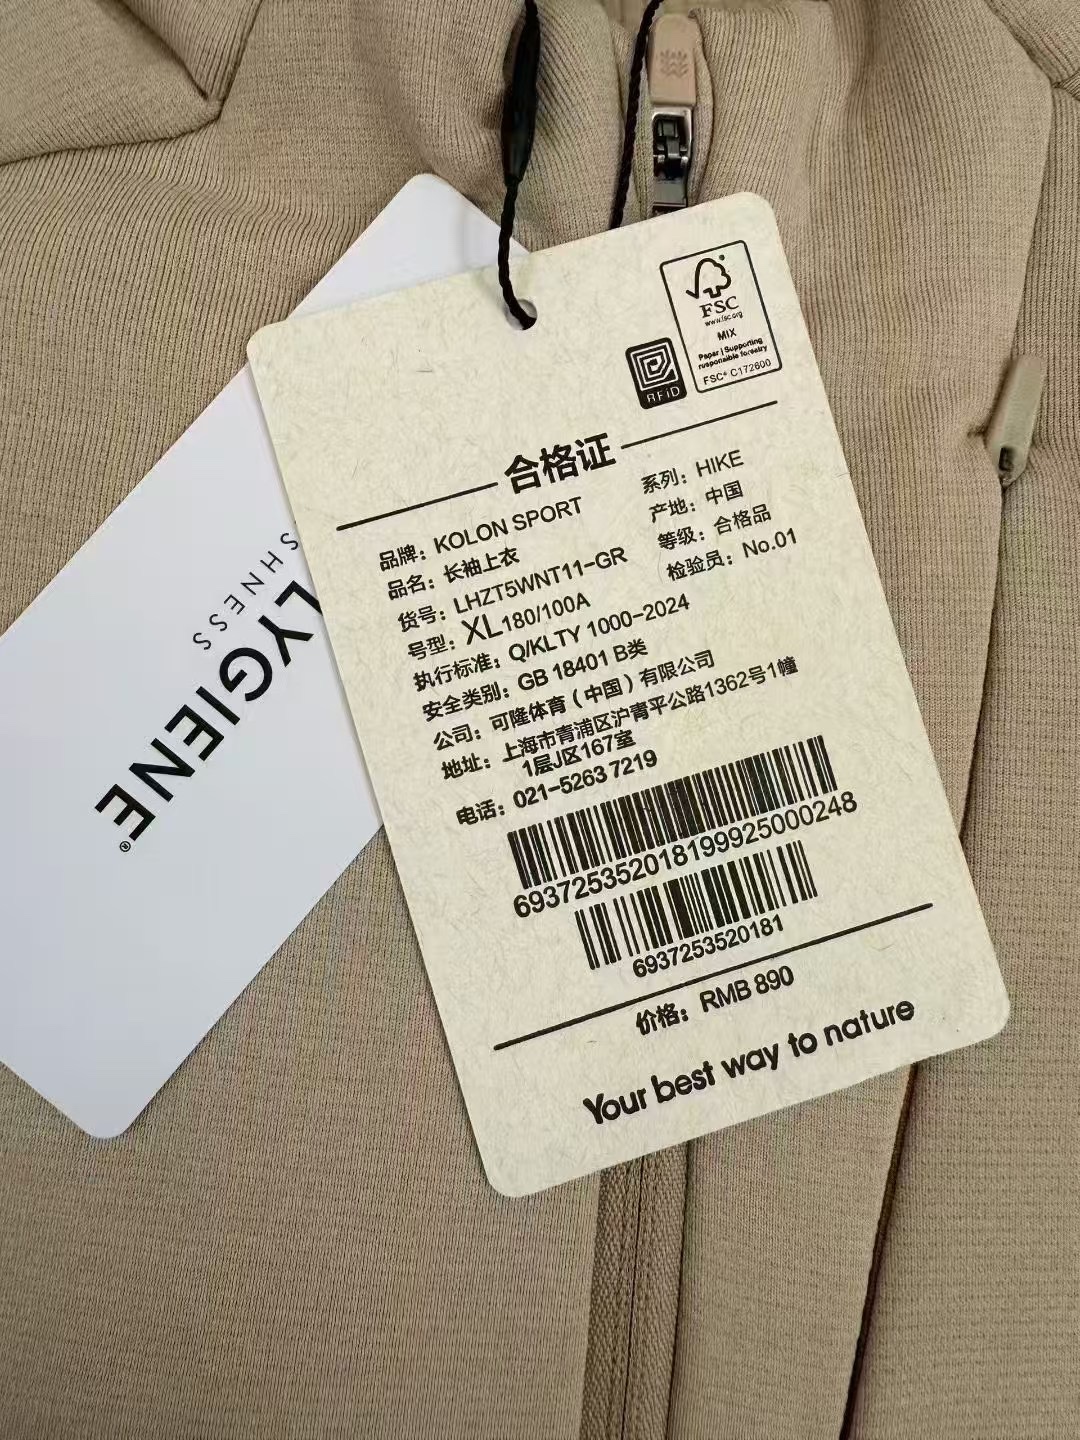 FSC
www.fsc.org
MIX
Paper | Supporting
responsible forestry
FSC® C172600
RFiD
合格证
品牌：KOLON SPORT
系列：HIKE
品名：长袖上衣
产地：中国
货号：LHZT5WNT11-GR
等级：合格品
号型：XL 180/100A
检验员：No.01
执行标准：Q/KLTY 1000-2024
安全类别：GB 18401 B类
公司：可隆体育（中国）有限公司
地址：上海市青浦区沪青平公路1362号1幢
1层J区167室
电话：021-5263 7219
693725352018199925000248
6937253520181
价格：RMB 890
Your best way to nature
LYGIENE®
SHNESS